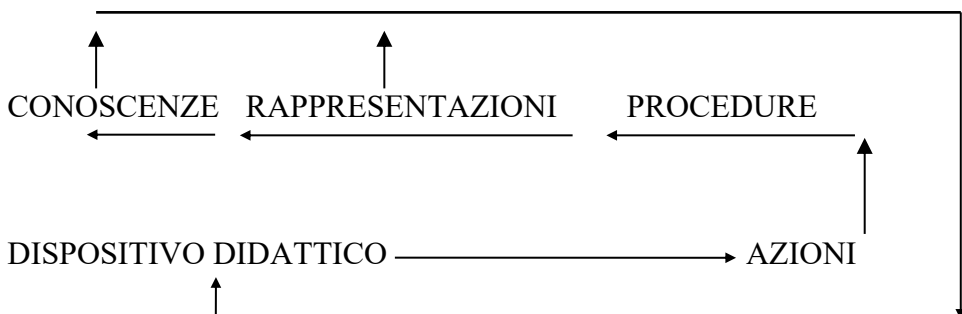 CONOSCENZE RAPPRESENTAZIONI PROCEDURE
DISPOSITIVO DIDATTICO AZIONI